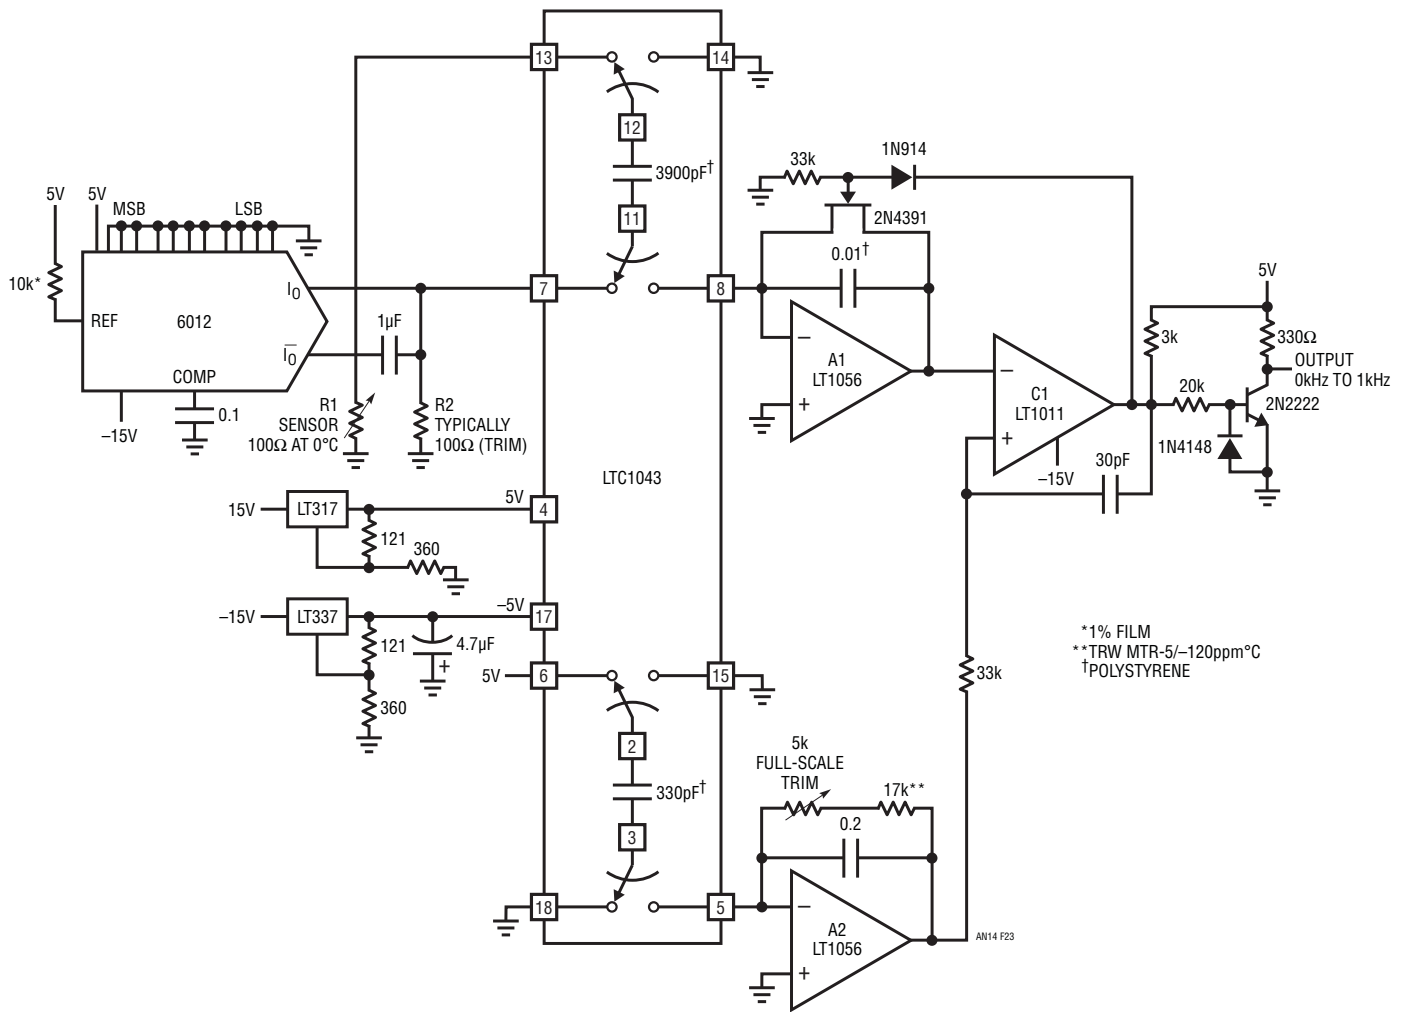 13
14
12
3900pF†
11
7
8
5V
5V
MSB
LSB
10k*
REF
6012
IO
IO
COMP
0.1
–15V
1µF
R1
SENSOR
100Ω AT 0°C
R2
TYPICALLY
100Ω (TRIM)
33k
1N914
2N4391
0.01†
–
A1
LT1056
+
–
C1
LT1011
+
–15V
5V
3k
330Ω
OUTPUT
0kHz TO 1kHz
20k
2N2222
1N4148
30pF
LTC1043
15V
LT317
5V
4
121
360
–15V
LT337
–5V
17
121
4.7µF
+
360
5V
6
15
2
330pF†
3
18
5
33k
*1% FILM
**TRW MTR-5/–120ppm°C
†POLYSTYRENE
5k
FULL-SCALE
TRIM
17k**
0.2
–
A2
LT1056
+
AN14 F23